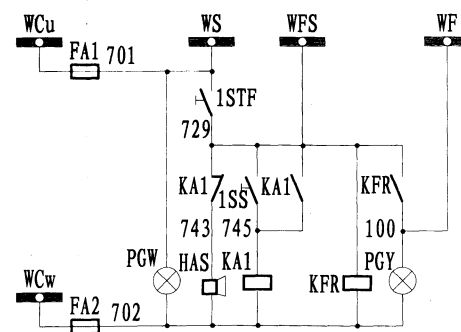 WCu WS WFS WF
FA1 701
1STF
729
KA1 1SS KA1 KFR
743 745 100
PGW HAS KA1 KFR PGY
WCw
FA2 702